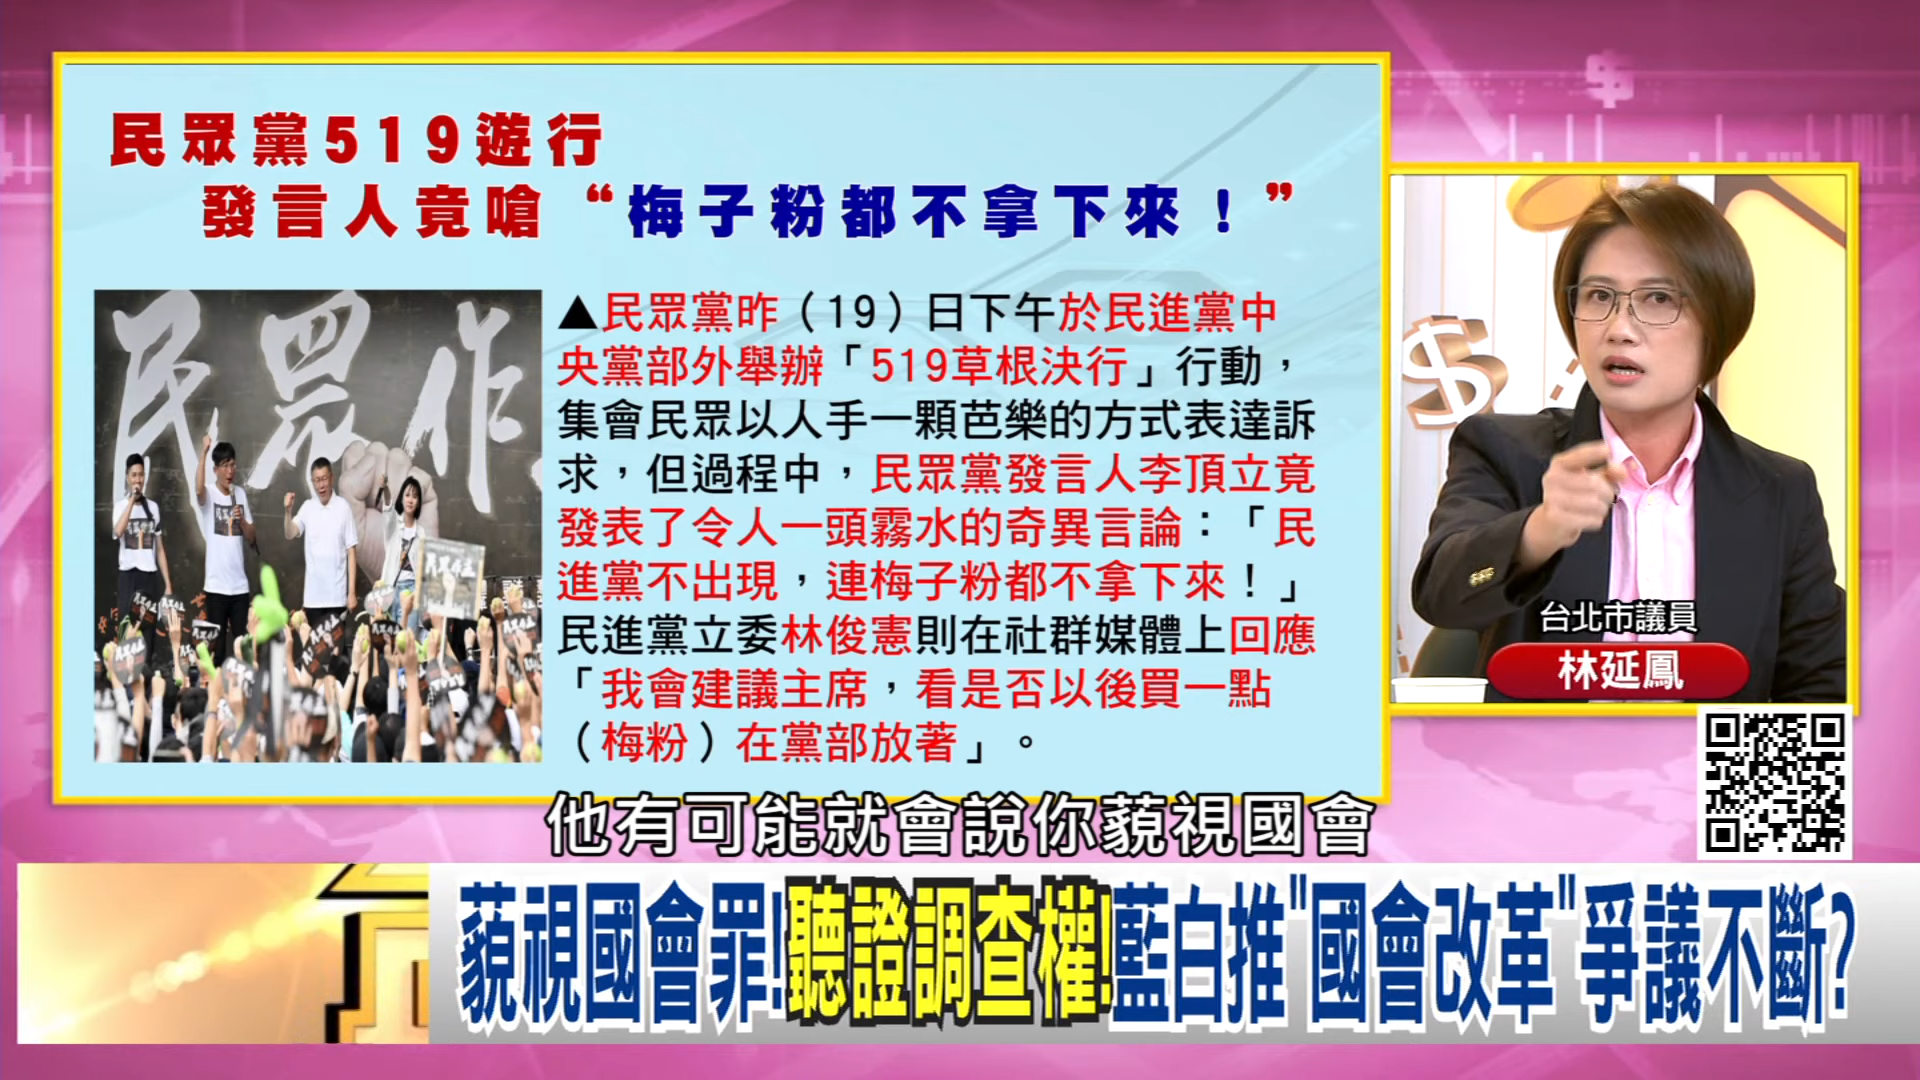 民眾黨519遊行
發言人竟嗆“梅子粉都不拿下來！”
▲民眾黨昨（19）日下午於民進黨中
央黨部外舉辦「519草根決行」行動，
集會民眾以人手一顆芭樂的方式表達訴
求，但過程中，民眾黨發言人李頂立竟
發表了令人一頭霧水的奇異言論：「民
進黨不出現，連梅子粉都不拿下來！」
民進黨立委林俊憲則在社群媒體上回應
「我會建議主席，看是否以後買一點
（梅粉）在黨部放著」。
民眾作
台北市議員
林延鳳
他有可能就會說你藐視國會
藐視國會罪!聽證調查權!藍白推"國會改革"爭議不斷?